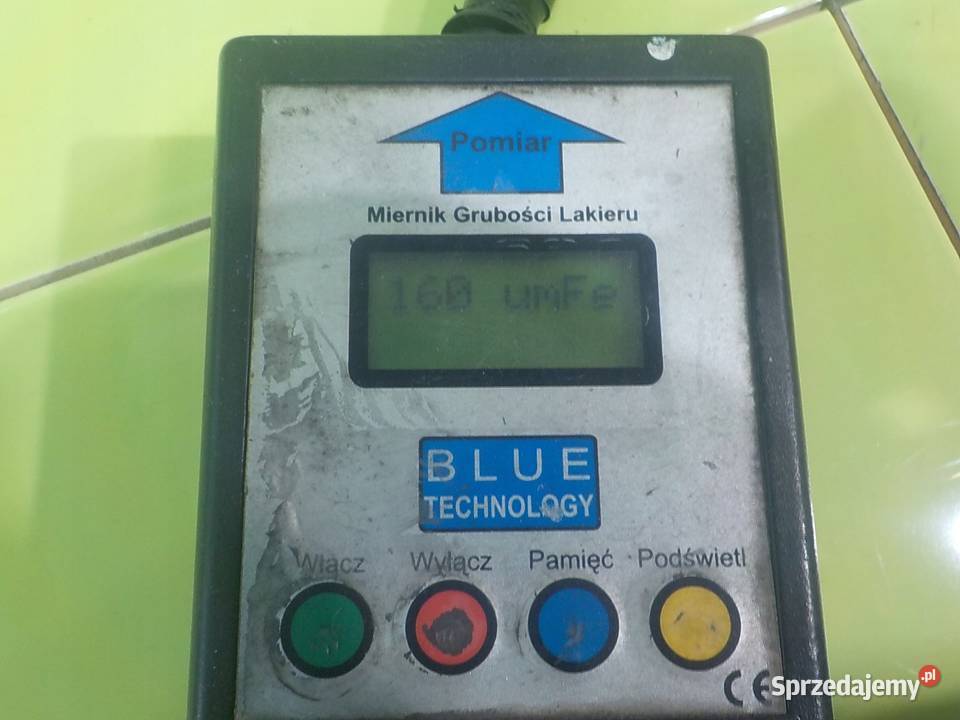 Pomiar
Miernik Grubości Lakieru
160 umFe
BLUE
TECHNOLOGY
Włącz Wyłącz Pamięć Podświetl
CE
Sprzedajemy.pl